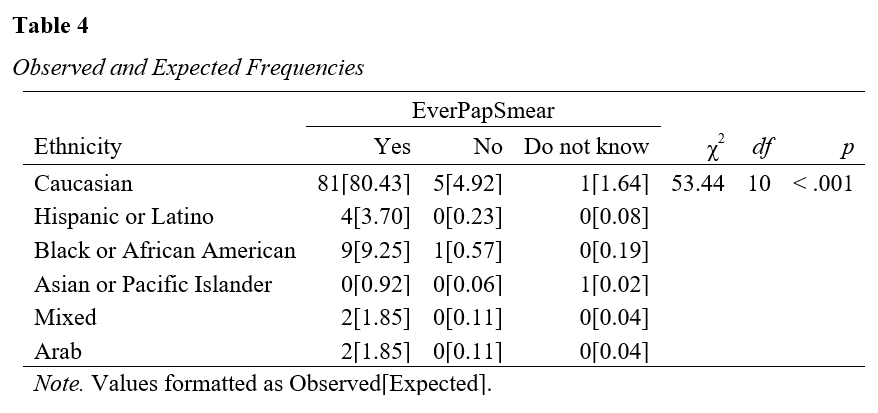 Table 4
Observed and Expected Frequencies
EverPapSmear
Ethnicity Yes No Do not know χ² df p
Caucasian 81[80.43] 5[4.92] 1[1.64] 53.44 10 < .001
Hispanic or Latino 4[3.70] 0[0.23] 0[0.08]
Black or African American 9[9.25] 1[0.57] 0[0.19]
Asian or Pacific Islander 0[0.92] 0[0.06] 1[0.02]
Mixed 2[1.85] 0[0.11] 0[0.04]
Arab 2[1.85] 0[0.11] 0[0.04]
Note. Values formatted as Observed[Expected].